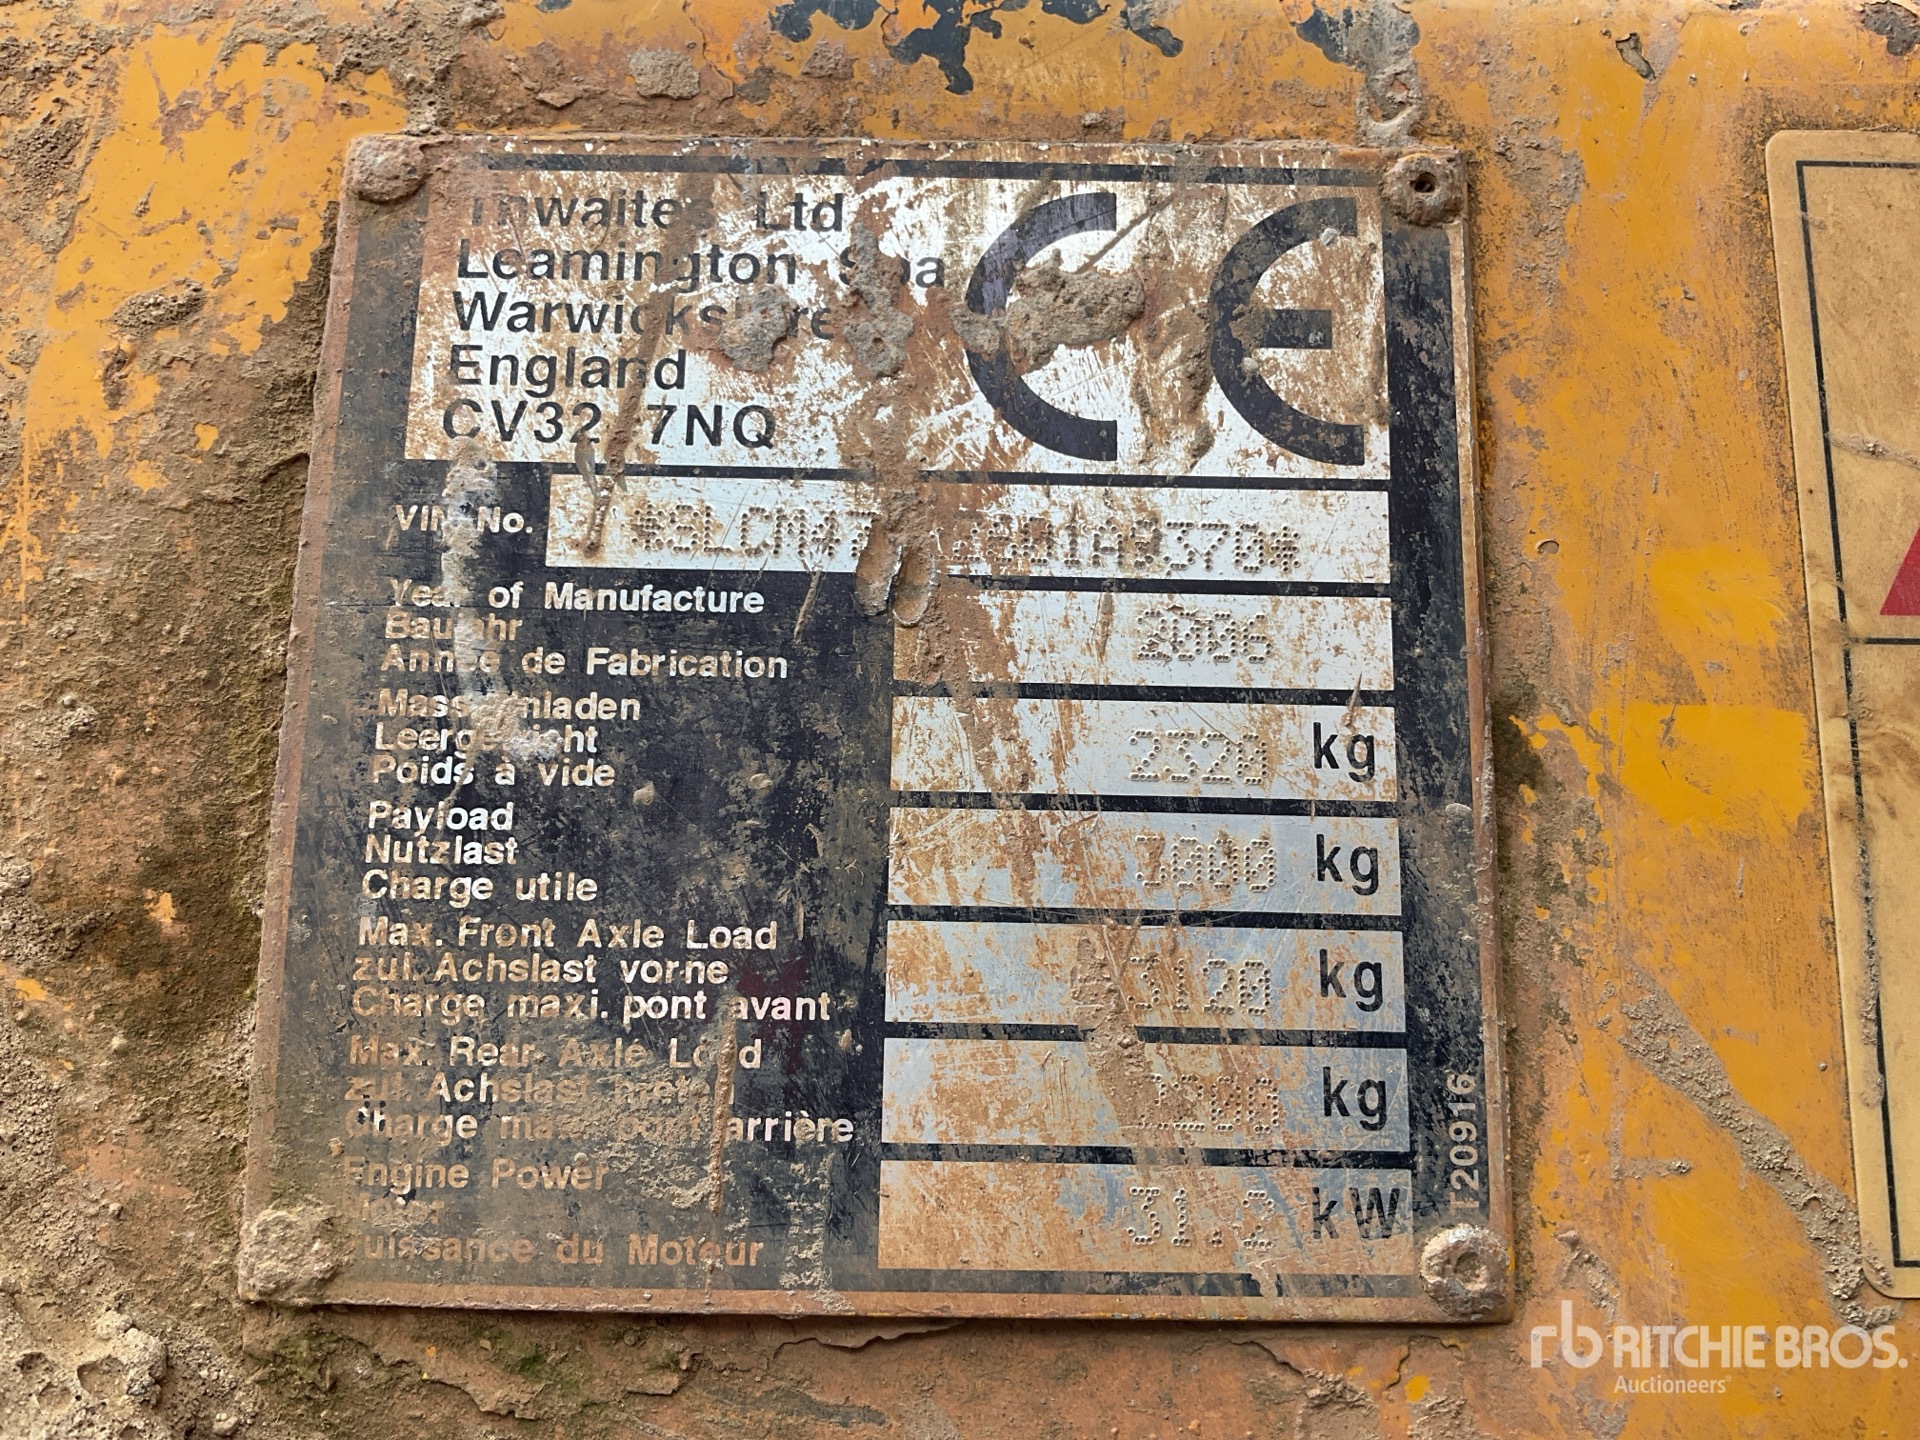 Thwaites Ltd
Leamington Spa
Warwickshire
England
CV32 7NQ
CE
VIN No.
Year of Manufacture
Baujahr
Année de Fabrication
2006
Mass Unladen
Leergewicht
Poids à vide
2320 kg
Payload
Nutzlast
Charge utile
3000 kg
Max. Front Axle Load
zul. Achslast vorne
Charge maxi. pont avant
3120 kg
Max. Rear Axle Load
zul. Achslast
Charge maxi. pont arrière
kg
Engine Power
Puissance du Moteur
31.2 kW
T209916
rb RITCHIE BROS.
Auctioneers